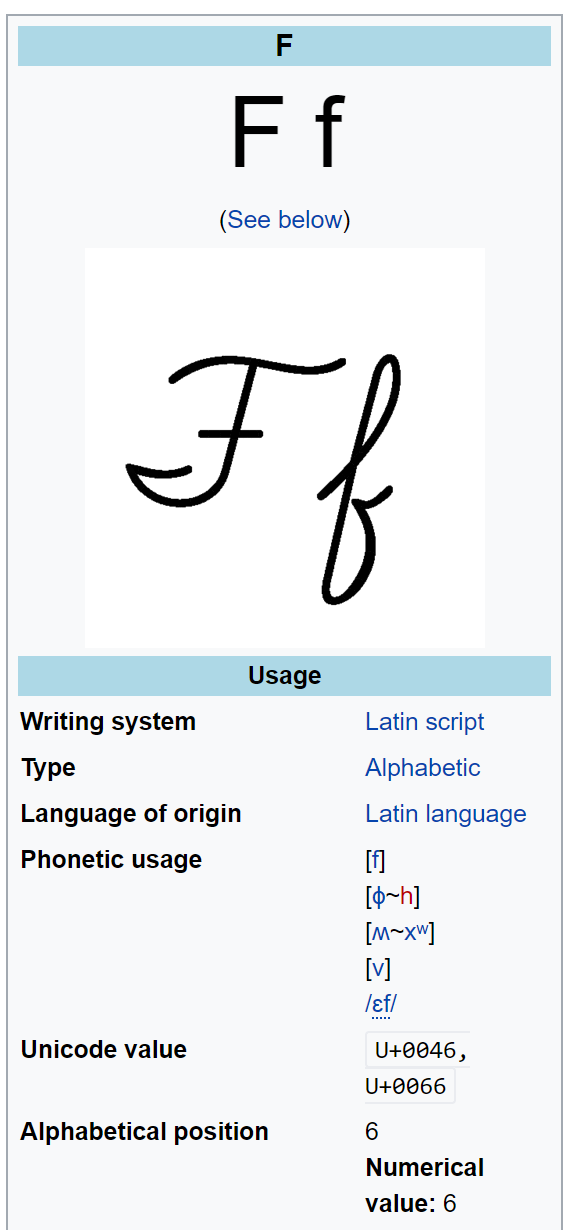 F
F f
(See below)
F f
Usage
Writing system Latin script
Type Alphabetic
Language of origin Latin language
Phonetic usage [f]
[ɸ~h]
[ʍ~xʷ]
[v]
/ɛf/
Unicode value U+0046,
U+0066
Alphabetical position 6
Numerical
value: 6